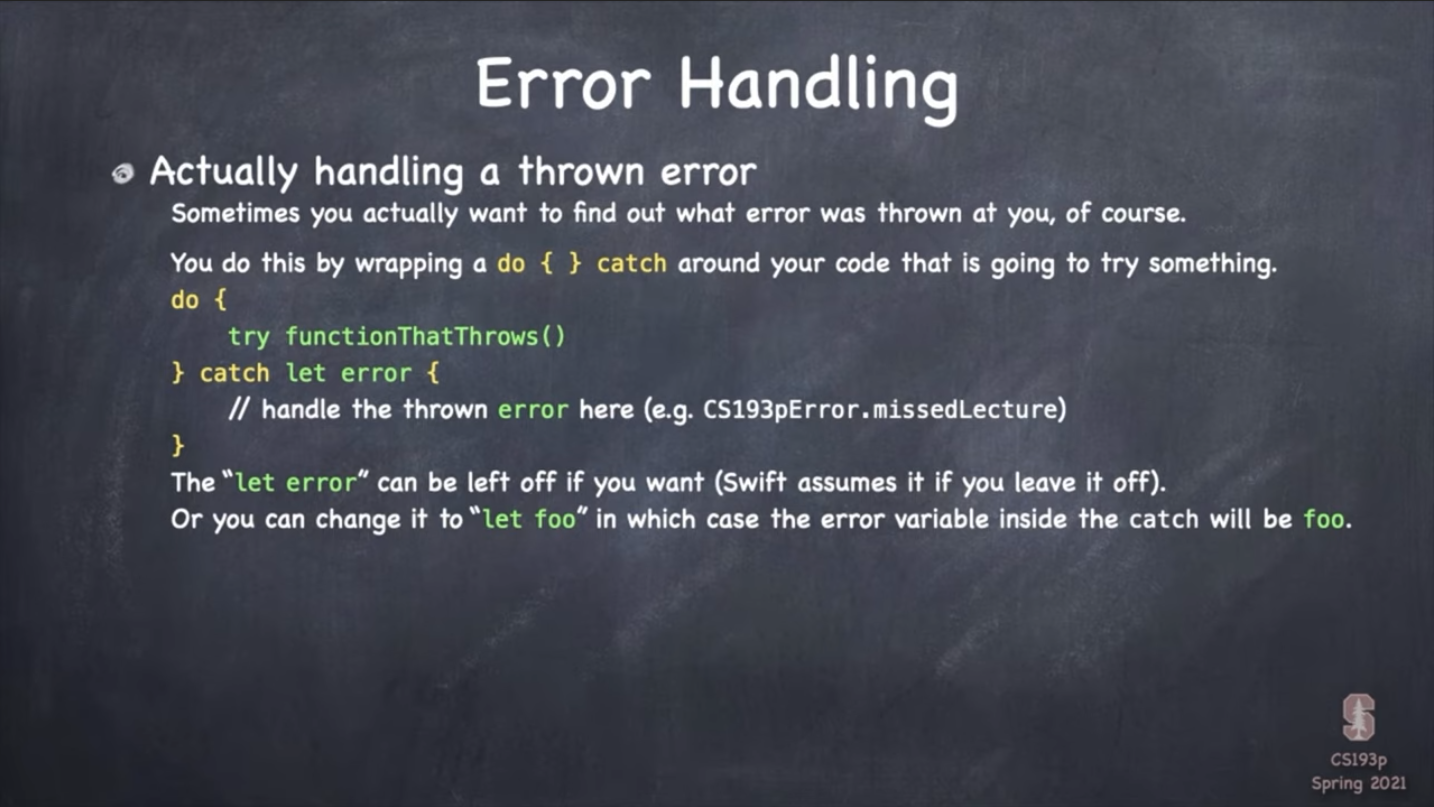 Error Handling
Actually handling a thrown error
Sometimes you actually want to find out what error was thrown at you, of course.
You do this by wrapping a do { } catch around your code that is going to try something.
do {
    try functionThatThrows()
} catch let error {
    // handle the thrown error here (e.g. CS193pError.missedLecture)
}
The “let error” can be left off if you want (Swift assumes it if you leave it off).
Or you can change it to “let foo” in which case the error variable inside the catch will be foo.
S
CS193p
Spring 2021